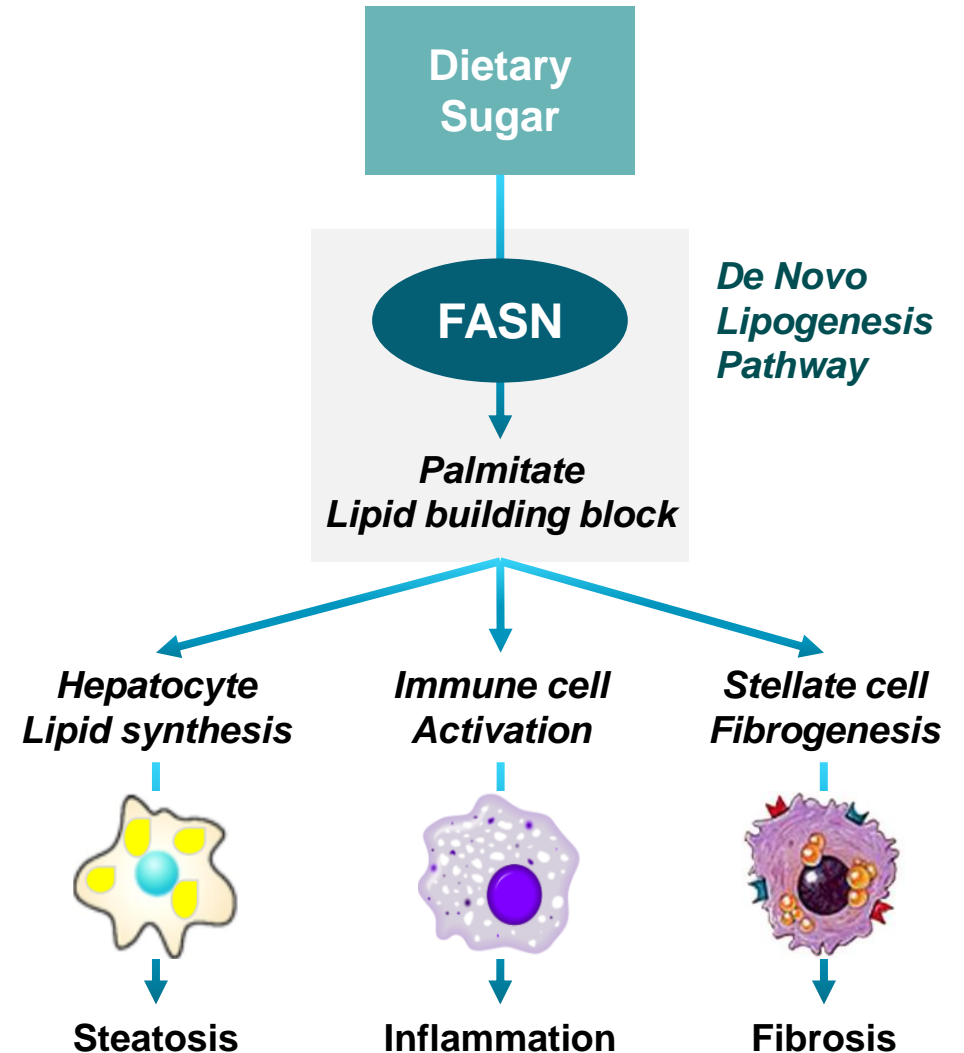 Dietary
Sugar
FASN
De Novo
Lipogenesis
Pathway
Palmitate
Lipid building block
Hepatocyte
Lipid synthesis
Immune cell
Activation
Stellate cell
Fibrogenesis
Steatosis
Inflammation
Fibrosis